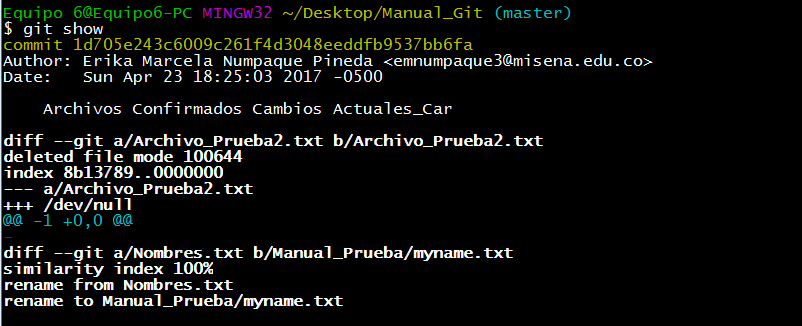 Equipo 6@Equipo6-PC MINGW32 ~/Desktop/Manual_Git (master)
$ git show
commit 1d705e243c6009c261f4d3048eeddfb9537bb6fa
Author: Erika Marcela Numpaque Pineda <emnumpaque3@misena.edu.co>
Date:   Sun Apr 23 18:25:03 2017 -0500

    Archivos Confirmados Cambios Actuales_Car

diff --git a/Archivo_Prueba2.txt b/Archivo_Prueba2.txt
deleted file mode 100644
index 8b13789..0000000
--- a/Archivo_Prueba2.txt
+++ /dev/null
@@ -1 +0,0 @@
-
diff --git a/Nombres.txt b/Manual_Prueba/myname.txt
similarity index 100%
rename from Nombres.txt
rename to Manual_Prueba/myname.txt